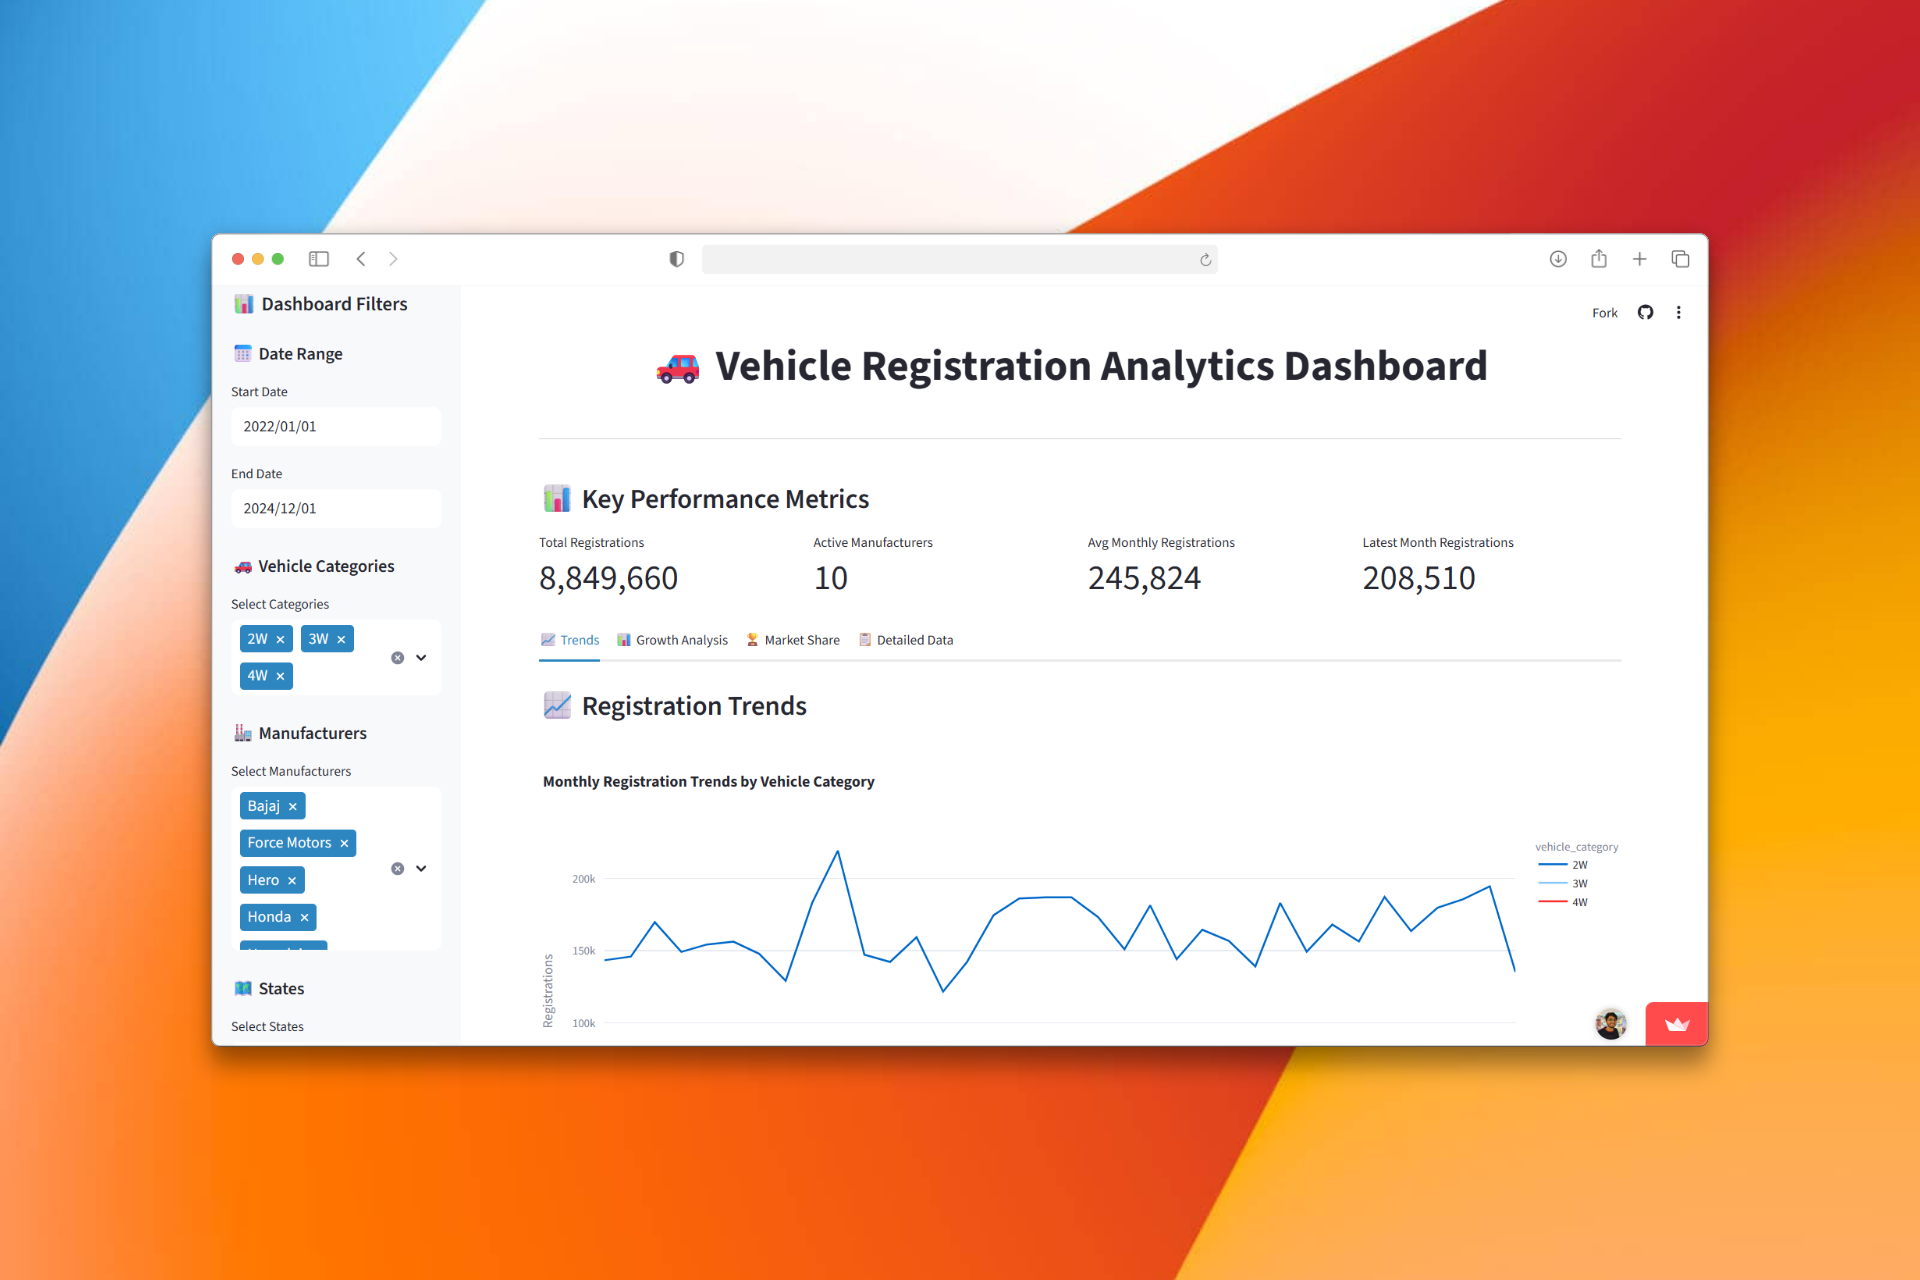 Dashboard Filters
Date Range
Start Date
2022/01/01
End Date
2024/12/01
Vehicle Categories
Select Categories
2W × 3W ×
4W ×
Manufacturers
Select Manufacturers
Bajaj ×
Force Motors ×
Hero ×
Honda ×
States
Select States
Fork
Vehicle Registration Analytics Dashboard
Key Performance Metrics
Total Registrations
8,849,660
Active Manufacturers
10
Avg Monthly Registrations
245,824
Latest Month Registrations
208,510
Trends Growth Analysis Market Share Detailed Data
Registration Trends
Monthly Registration Trends by Vehicle Category
Registrations
200k
150k
100k
vehicle_category
2W
3W
4W